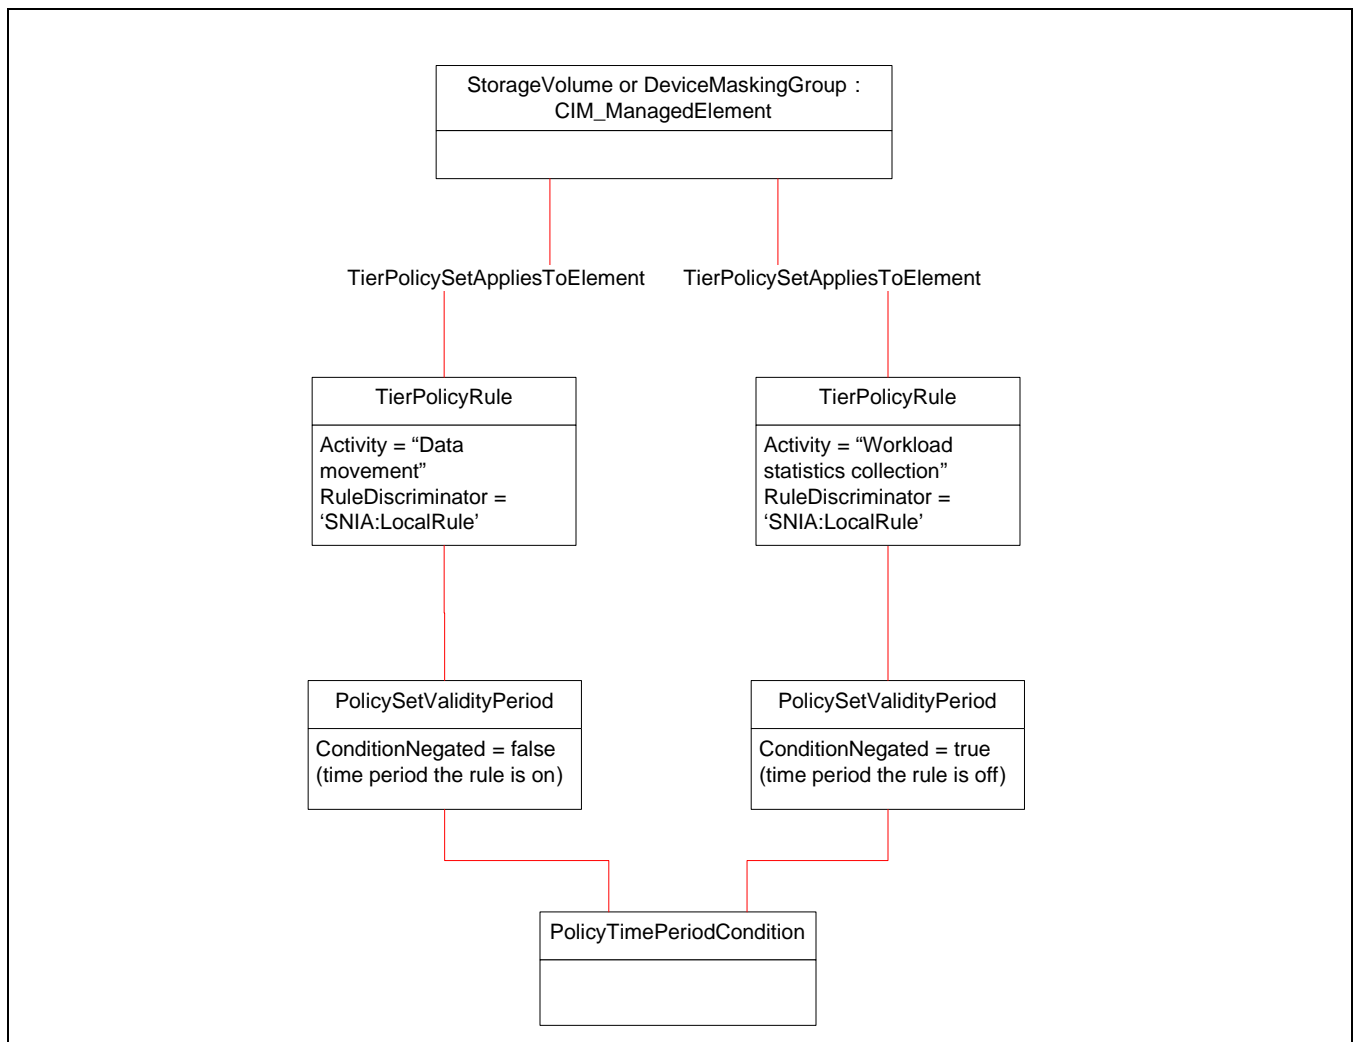 StorageVolume or DeviceMaskingGroup :
CIM_ManagedElement
TierPolicySetAppliesToElement
TierPolicySetAppliesToElement
TierPolicyRule
Activity = “Data
movement”
RuleDiscriminator =
‘SNIA:LocalRule’
TierPolicyRule
Activity = “Workload
statistics collection”
RuleDiscriminator =
‘SNIA:LocalRule’
PolicySetValidityPeriod
ConditionNegated = false
(time period the rule is on)
PolicySetValidityPeriod
ConditionNegated = true
(time period the rule is off)
PolicyTimePeriodCondition